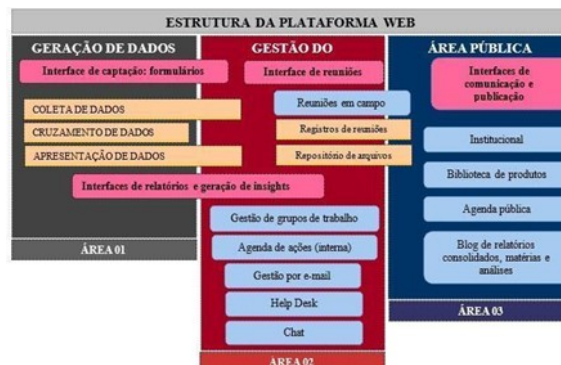 ESTRUTURA DA PLATAFORMA WEB
GERAÇÃO DE DADOS
Interface de captação: formulários
COLETA DE DADOS
CRUZAMENTO DE DADOS
APRESENTAÇÃO DE DADOS
Interfaces de relatórios e geração de insights
ÁREA 01
GESTÃO DO
Interface de reuniões
Reuniões em campo
Registros de reuniões
Repositório de arquivos
Gestão de grupos de trabalho
Agenda de ações (interna)
Gestão por e-mail
Help Desk
Chat
ÁREA 02
ÁREA PÚBLICA
Interfaces de
comunicação e
publicação
Institucional
Biblioteca de produtos
Agenda pública
Blog de relatórios
consolidados, matérias e
análises
ÁREA 03